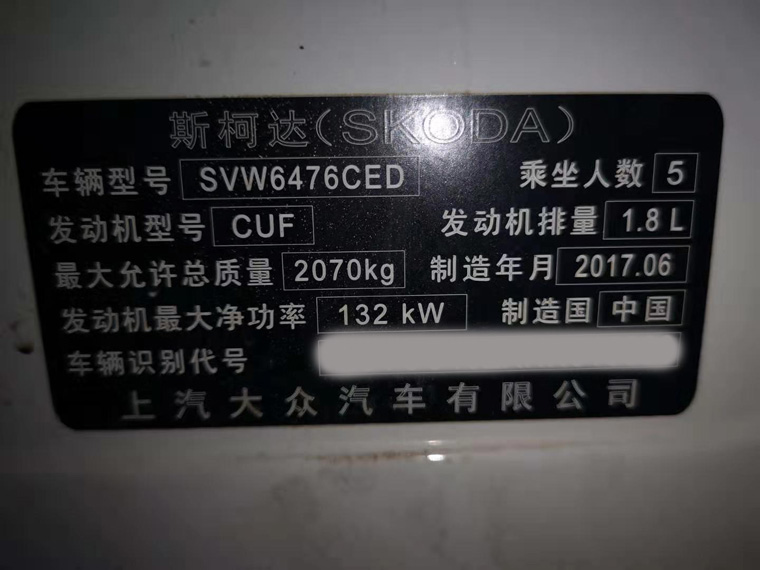 斯柯达(SKODA)
车辆型号 SVW6476CED 乘坐人数 5
发动机型号 CUF 发动机排量 1.8 L
最大允许总质量 2070kg 制造年月 2017.06
发动机最大净功率 132 kW 制造国 中国
车辆识别代号
上汽大众汽车有限公司